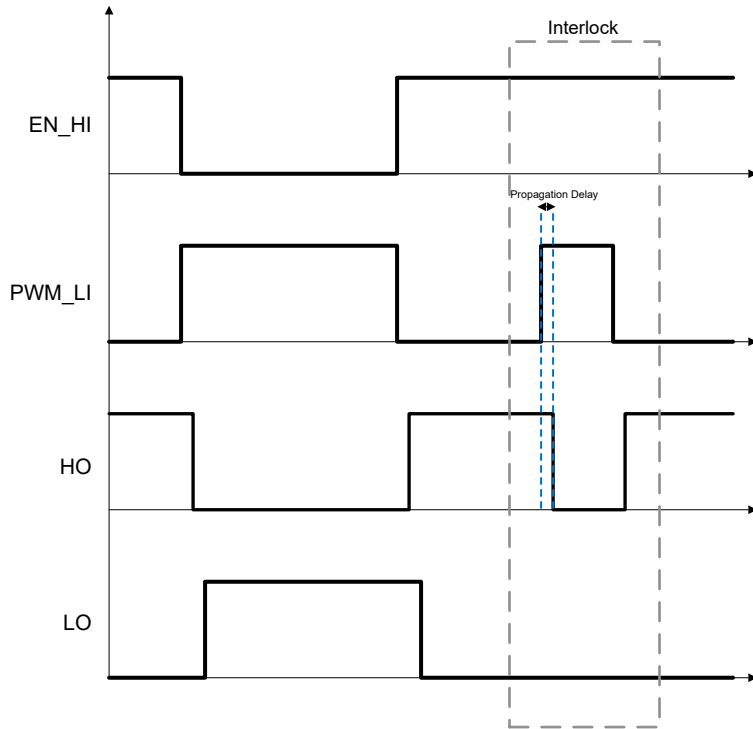 Interlock
EN_HI
Propagation Delay
PWM_LI
HO
LO